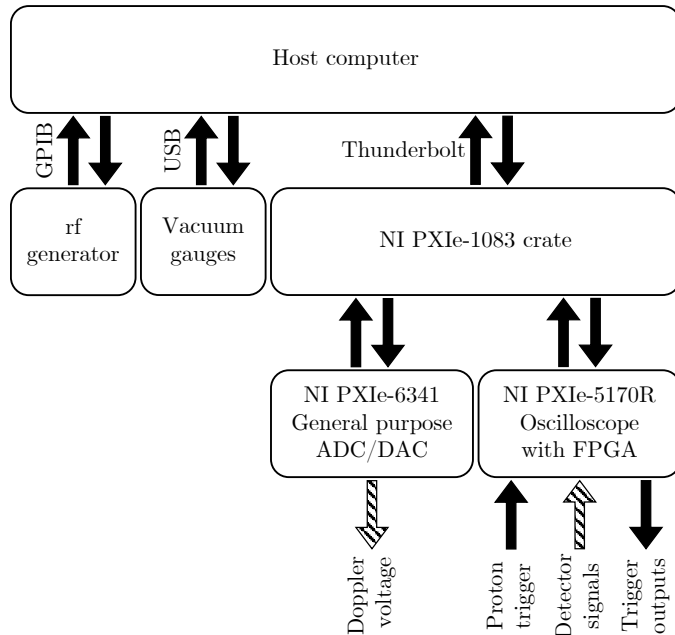 Host computer
GPIB
USB
Thunderbolt
rf
generator
Vacuum
gauges
NI PXIe-1083 crate
NI PXIe-6341
General purpose
ADC/DAC
NI PXIe-5170R
Oscilloscope
with FPGA
Doppler
voltage
Proton
trigger
Detector
signals
Trigger
outputs